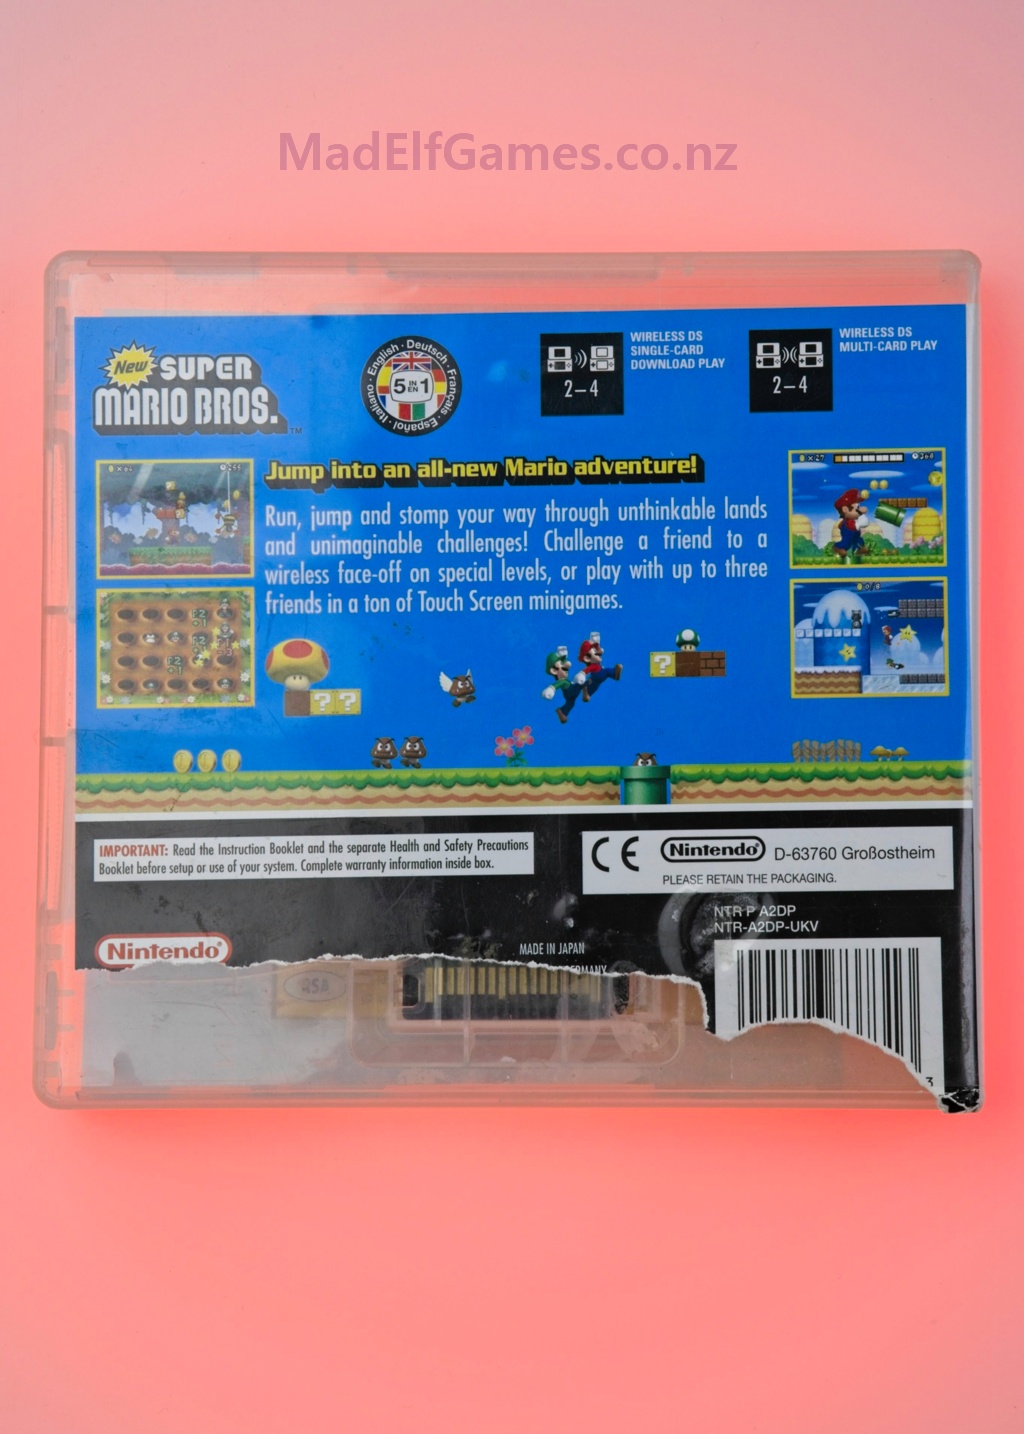 MadElfGames.co.nz
New SUPER
MARIO BROS.™
English · Deutsch · Français · Español · Italiano
5 IN EN 1
2–4
WIRELESS DS
SINGLE-CARD
DOWNLOAD PLAY
2–4
WIRELESS DS
MULTI-CARD PLAY
Jump into an all-new Mario adventure!
Run, jump and stomp your way through unthinkable lands
and unimaginable challenges! Challenge a friend to a
wireless face-off on special levels, or play with up to three
friends in a ton of Touch Screen minigames.
? ?
?
IMPORTANT: Read the Instruction Booklet and the separate Health and Safety Precautions
Booklet before setup or use of your system. Complete warranty information inside box.
CE Nintendo® D-63760 Großostheim
PLEASE RETAIN THE PACKAGING.
NTR P A2DP
NTR-A2DP-UKV
Nintendo®
MADE IN JAPAN
3